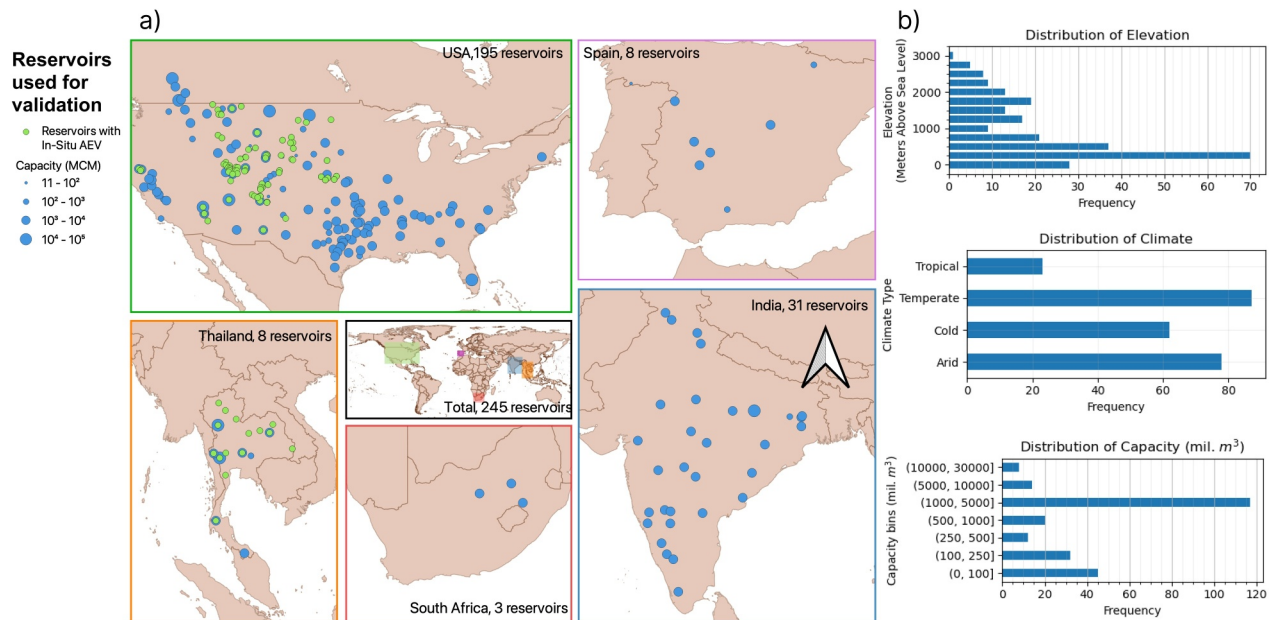 a)
b)
Reservoirs
used for
validation
Reservoirs with
In-Situ AEV
Capacity (MCM)
11 - 10²
10² - 10³
10³ - 10⁴
10⁴ - 10⁵
USA,195 reservoirs
Spain, 8 reservoirs
Thailand, 8 reservoirs
Total, 245 reservoirs
South Africa, 3 reservoirs
India, 31 reservoirs
Distribution of Elevation
Elevation
(Meters Above Sea Level)
3000
2000
1000
0
0 10 20 30 40 50 60 70
Frequency
Distribution of Climate
Climate Type
Tropical
Temperate
Cold
Arid
0 20 40 60 80
Frequency
Distribution of Capacity (mil. m³)
Capacity bins (mil. m³)
(10000, 30000]
(5000, 10000]
(1000, 5000]
(500, 1000]
(250, 500]
(100, 250]
(0, 100]
0 20 40 60 80 100 120
Frequency